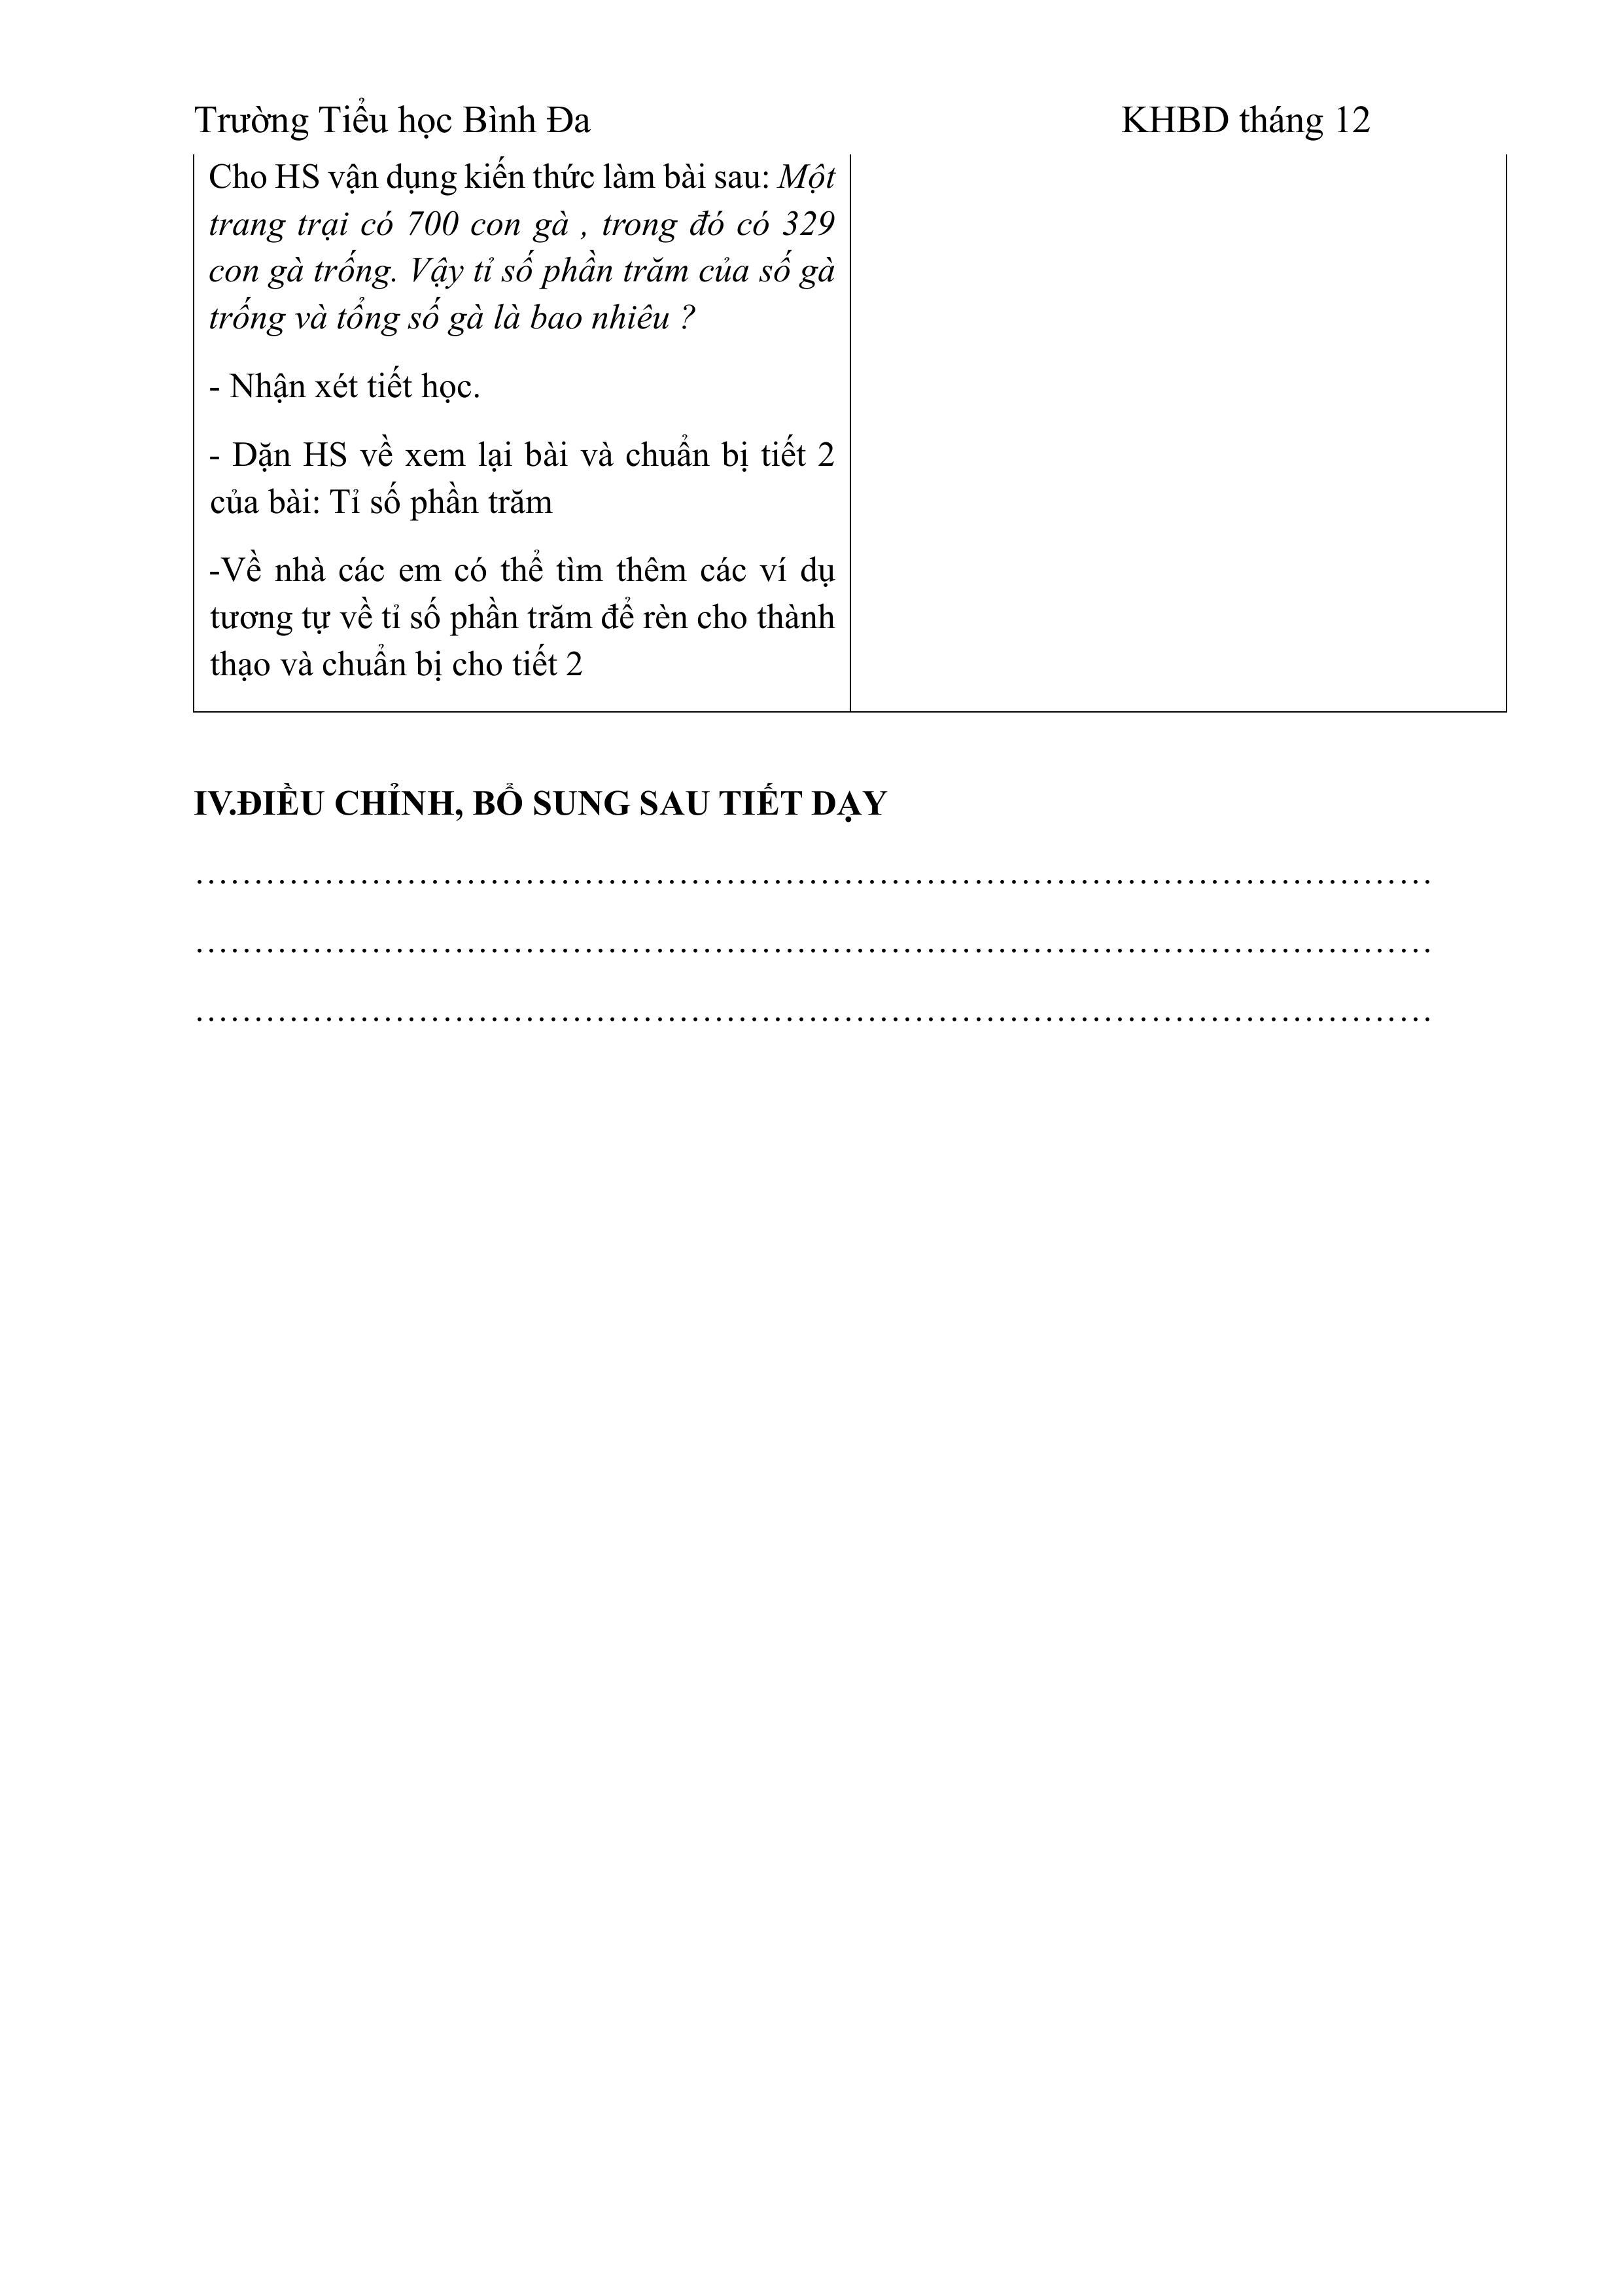 Trường Tiểu học Bình Đa KHBD tháng 12
Cho HS vận dụng kiến thức làm bài sau: Một
trang trại có 700 con gà , trong đó có 329
con gà trống. Vậy tỉ số phần trăm của số gà
trống và tổng số gà là bao nhiêu ?
- Nhận xét tiết học.
- Dặn HS về xem lại bài và chuẩn bị tiết 2
của bài: Tỉ số phần trăm
-Về nhà các em có thể tìm thêm các ví dụ
tương tự về tỉ số phần trăm để rèn cho thành
thạo và chuẩn bị cho tiết 2
IV.ĐIỀU CHỈNH, BỔ SUNG SAU TIẾT DẠY
……………………………………………………………………………………………
……………………………………………………………………………………………
……………………………………………………………………………………………